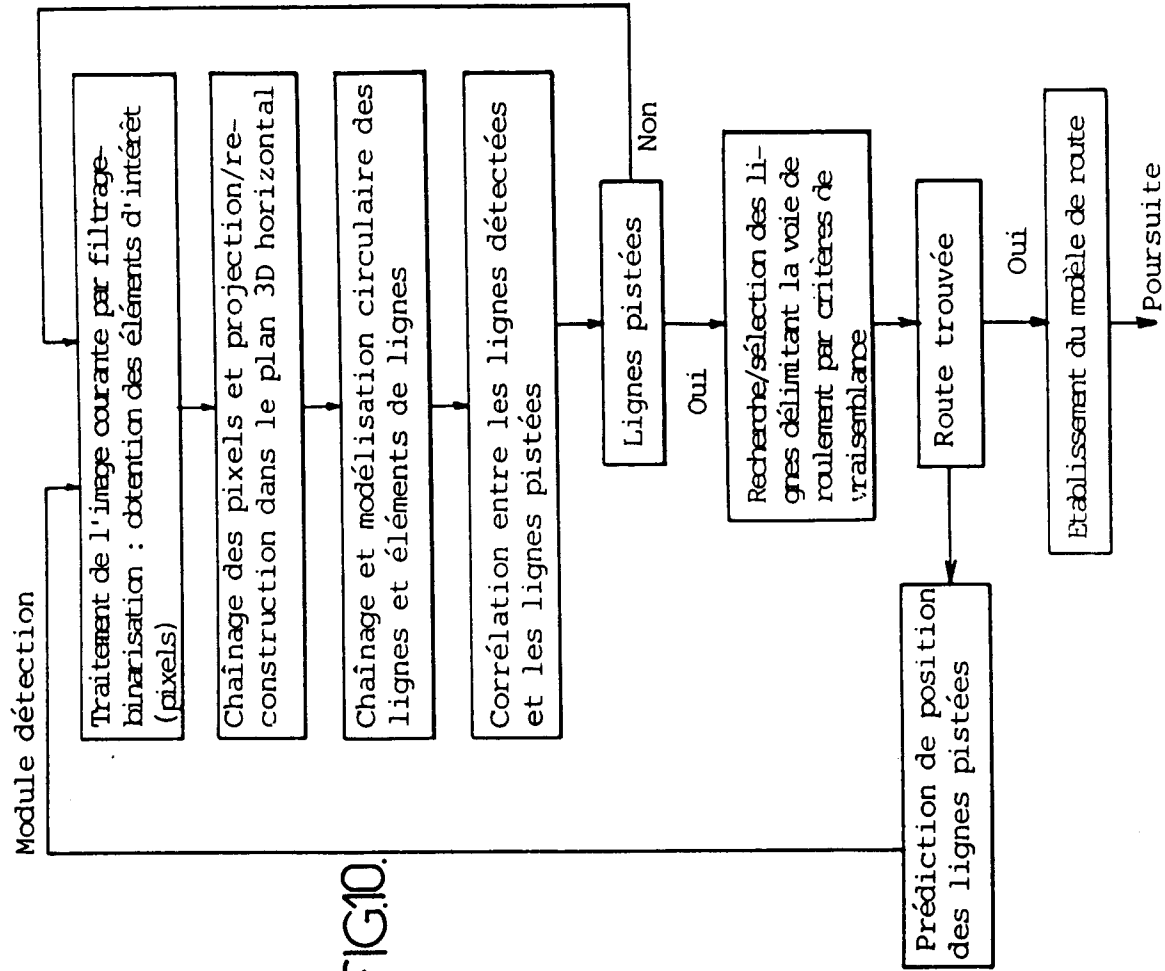 Module détection
Traitement de l'image courante par filtrage-
binarisation : obtention des éléments d'intérêt
(pixels)
Chaînage des pixels et projection/re-
construction dans le plan 3D horizontal
Chaînage et modélisation circulaire des
lignes et éléments de lignes
Corrélation entre les lignes détectées
et les lignes pistées
Lignes pistées
Non
Oui
Recherche/sélection des li-
gnes délimitant la voie de
roulement par critères de
vraisemblance
Route trouvée
Oui
Prédiction de position
des lignes pistées
Etablissement du modèle de route
Poursuite
FIG.10.